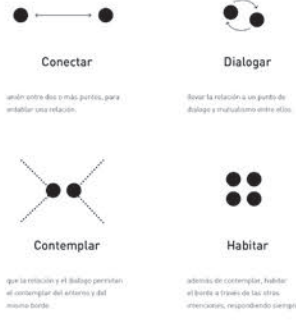 Conectar
Dialogar
unión entre dos o más puntos, para
entablar una relación.
llevar la relación a un punto de
dialogo y mutualismo entre ellos.
Contemplar
Habitar
que la relación y el dialogo permitan
el contemplar del entorno y del
mismo borde.
además de contemplar, habitar
el borde a través de las otras
intenciones, respondiendo siempre